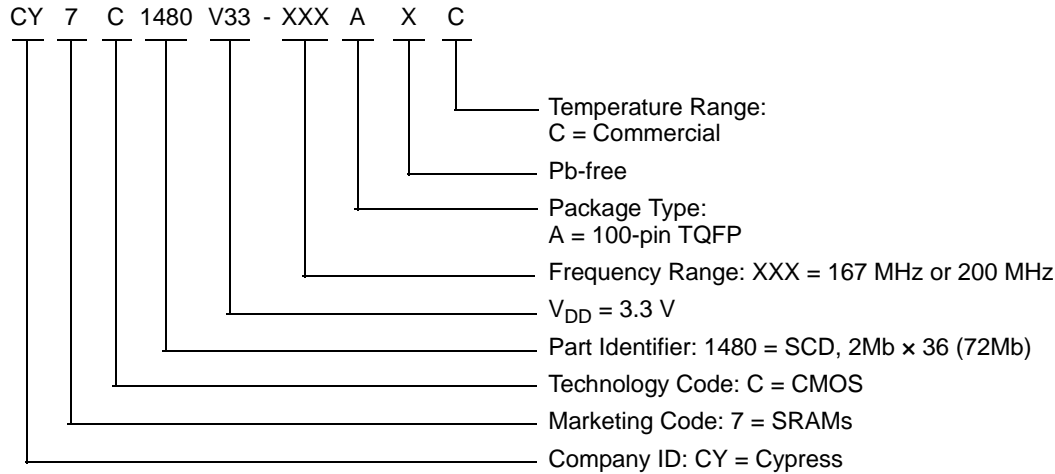 CY 7 C 1480 V33 - XXX A X C
Temperature Range:
C = Commercial
Pb-free
Package Type:
A = 100-pin TQFP
Frequency Range: XXX = 167 MHz or 200 MHz
VDD = 3.3 V
Part Identifier: 1480 = SCD, 2Mb × 36 (72Mb)
Technology Code: C = CMOS
Marketing Code: 7 = SRAMs
Company ID: CY = Cypress